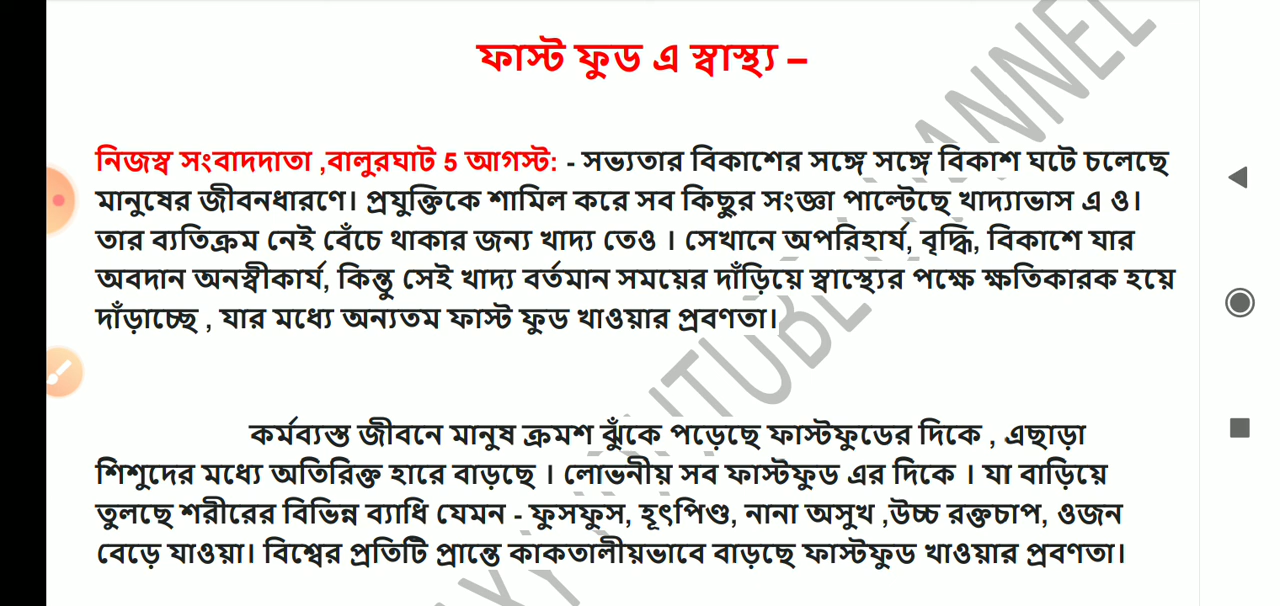 ফাস্ট ফুড এ স্বাস্থ্য –
নিজস্ব সংবাদদাতা ,বালুরঘাট 5 আগস্ট: - সভ্যতার বিকাশের সঙ্গে সঙ্গে বিকাশ ঘটে চলেছে
মানুষের জীবনধারণে। প্রযুক্তিকে শামিল করে সব কিছুর সংজ্ঞা পাল্টেছে খাদ্যাভাস এ ও।
তার ব্যতিক্রম নেই বেঁচে থাকার জন্য খাদ্য তেও । সেখানে অপরিহার্য, বৃদ্ধি, বিকাশে যার
অবদান অনস্বীকার্য, কিন্তু সেই খাদ্য বর্তমান সময়ের দাঁড়িয়ে স্বাস্থ্যের পক্ষে ক্ষতিকারক হয়ে
দাঁড়াচ্ছে , যার মধ্যে অন্যতম ফাস্ট ফুড খাওয়ার প্রবণতা।
কর্মব্যস্ত জীবনে মানুষ ক্রমশ ঝুঁকে পড়েছে ফাস্টফুডের দিকে , এছাড়া
শিশুদের মধ্যে অতিরিক্ত হারে বাড়ছে । লোভনীয় সব ফাস্টফুড এর দিকে । যা বাড়িয়ে
তুলছে শরীরের বিভিন্ন ব্যাধি যেমন - ফুসফুস, হূৎপিণ্ড, নানা অসুখ ,উচ্চ রক্তচাপ, ওজন
বেড়ে যাওয়া। বিশ্বের প্রতিটি প্রান্তে কাকতালীয়ভাবে বাড়ছে ফাস্টফুড খাওয়ার প্রবণতা।